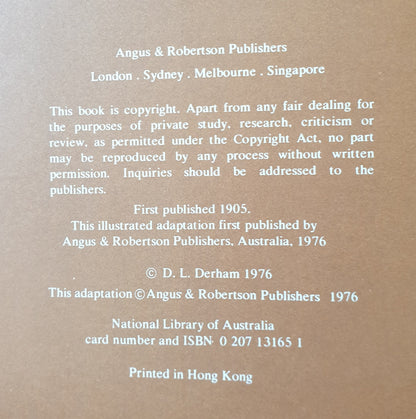 Angus & Robertson Publishers
London . Sydney . Melbourne . Singapore
This book is copyright. Apart from any fair dealing for
the purposes of private study, research, criticism or
review, as permitted under the Copyright Act, no part
may be reproduced by any process without written
permission. Inquiries should be addressed to the
publishers.
First published 1905.
This illustrated adaptation first published by
Angus & Robertson Publishers, Australia, 1976
© D. L. Derham 1976
This adaptation © Angus & Robertson Publishers 1976
National Library of Australia
card number and ISBN 0 207 13165 1
Printed in Hong Kong